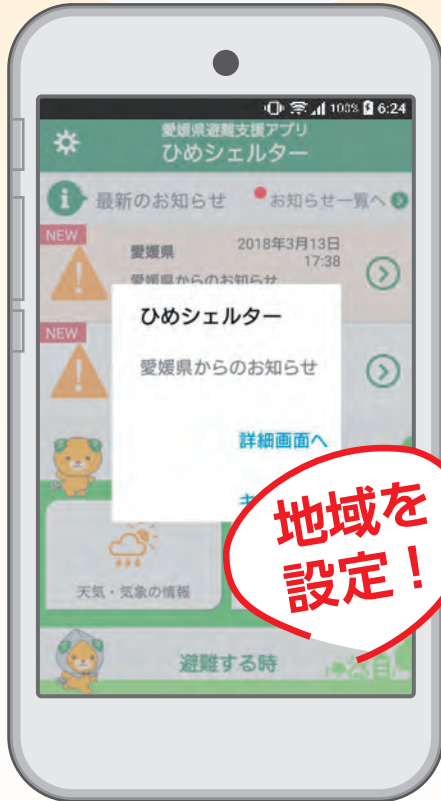 100% 6:24
愛媛県避難支援アプリ
ひめシェルター
最新のお知らせ
お知らせ一覧へ
NEW
愛媛県
2018年3月13日
17:38
愛媛県からのお知らせ
NEW
ひめシェルター
愛媛県からのお知らせ
詳細画面へ
地域を
設定！
天気・気象の情報
避難する時